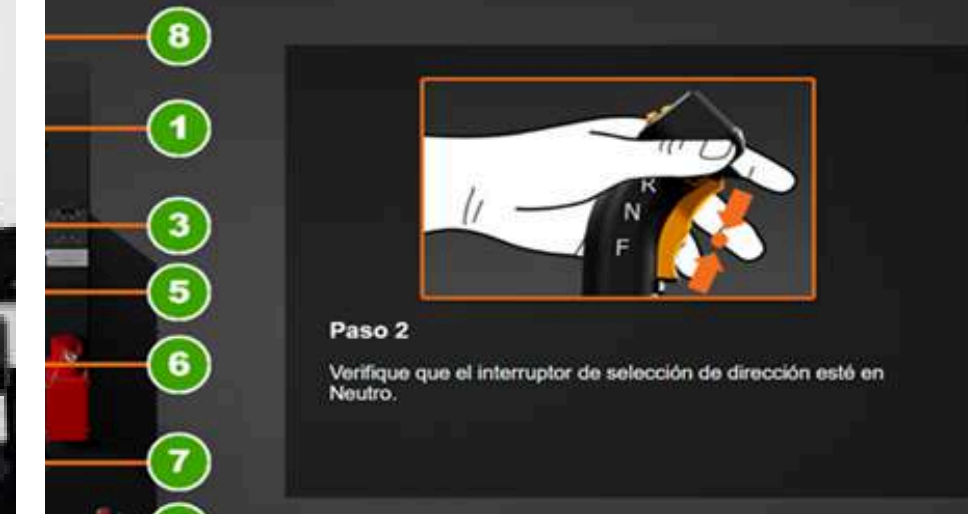 8
1
3
5
6
7
R
N
F
Paso 2
Verifique que el interruptor de selección de dirección esté en
Neutro.